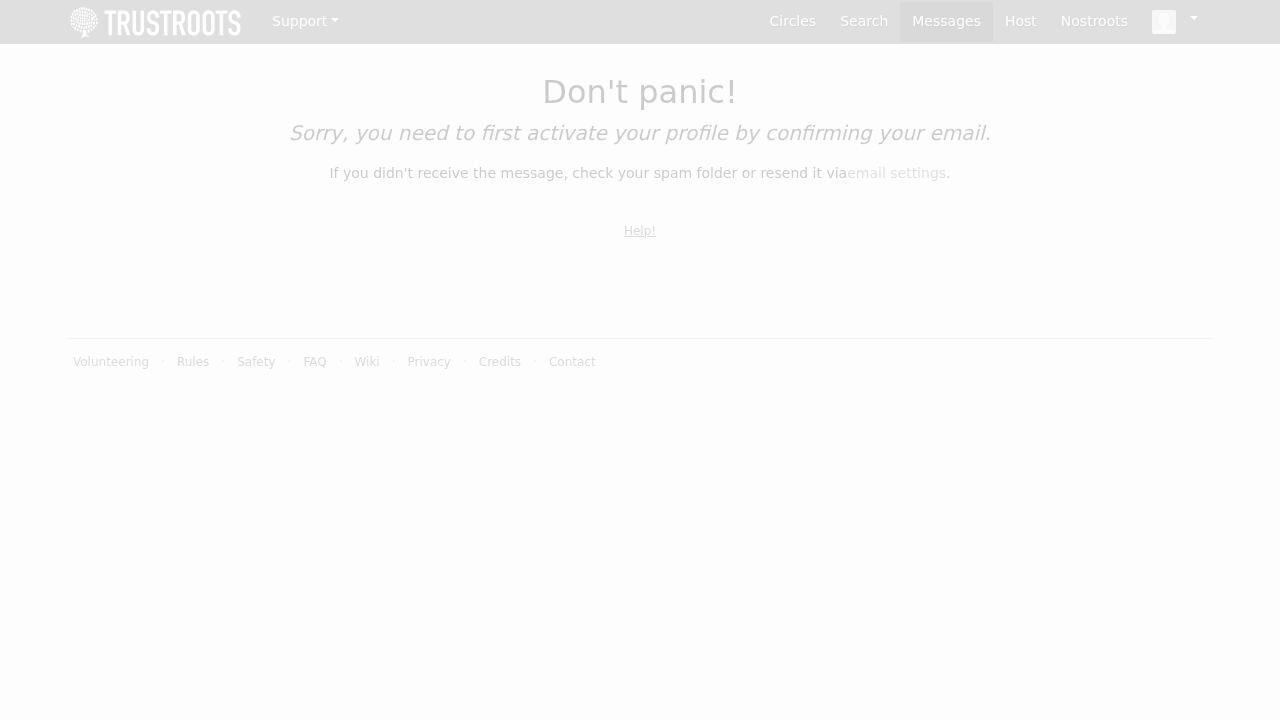 TRUSTROOTS Support Circles Search Messages Host Nostroots
Don't panic!
Sorry, you need to first activate your profile by confirming your email.
If you didn't receive the message, check your spam folder or resend it viaemail settings.
Help!
Volunteering · Rules · Safety · FAQ · Wiki · Privacy · Credits · Contact